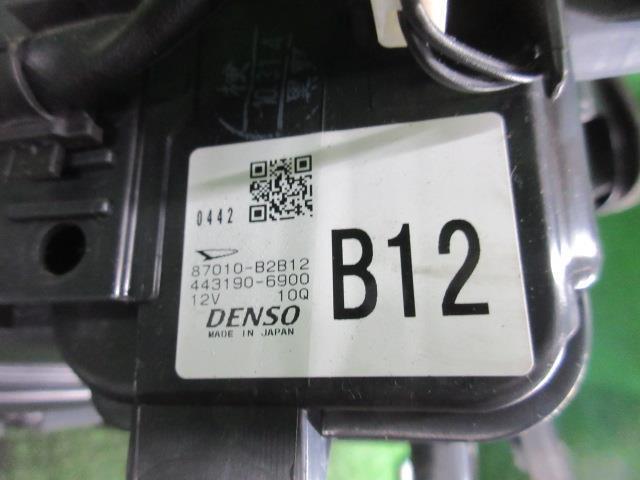 0442
87010-B2B12
443190-6900
12V 10Q
DENSO
MADE IN JAPAN
B12